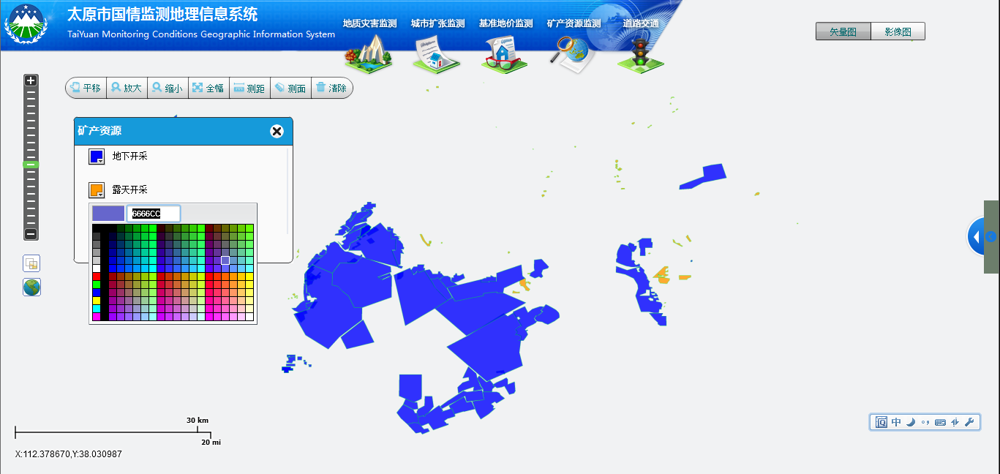 太原市国情监测地理信息系统
TaiYuan Monitoring Conditions Geographic Information System
地质灾害监测
城市扩张监测
基准地价监测
矿产资源监测
道路交通
矢量图
影像图
平移
放大
缩小
全幅
测距
测面
清除
矿产资源
地下开采
露天开采
6666CC
30 km
20 mi
X:112.378670,Y:38.030987
中